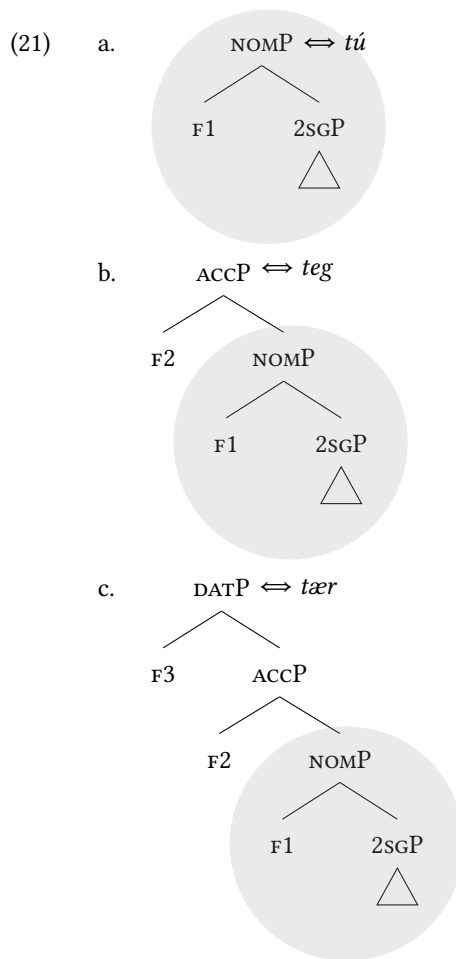 (21) a. NOMP ⇔ tú
F1 2SGP
b. ACCP ⇔ teg
F2 NOMP
F1 2SGP
c. DATP ⇔ tær
F3 ACCP
F2 NOMP
F1 2SGP